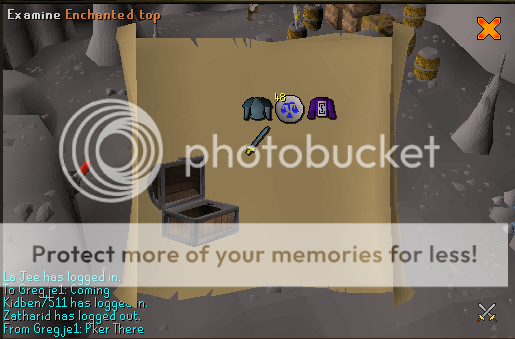 Examine Enchanted top
48
photobucket
Protect more of your memories for less!
La Jee has logged in.
To Gregje1: Coming
Kidben7511 has logged in.
Zatharid has logged out.
From Gregje1: Pker There